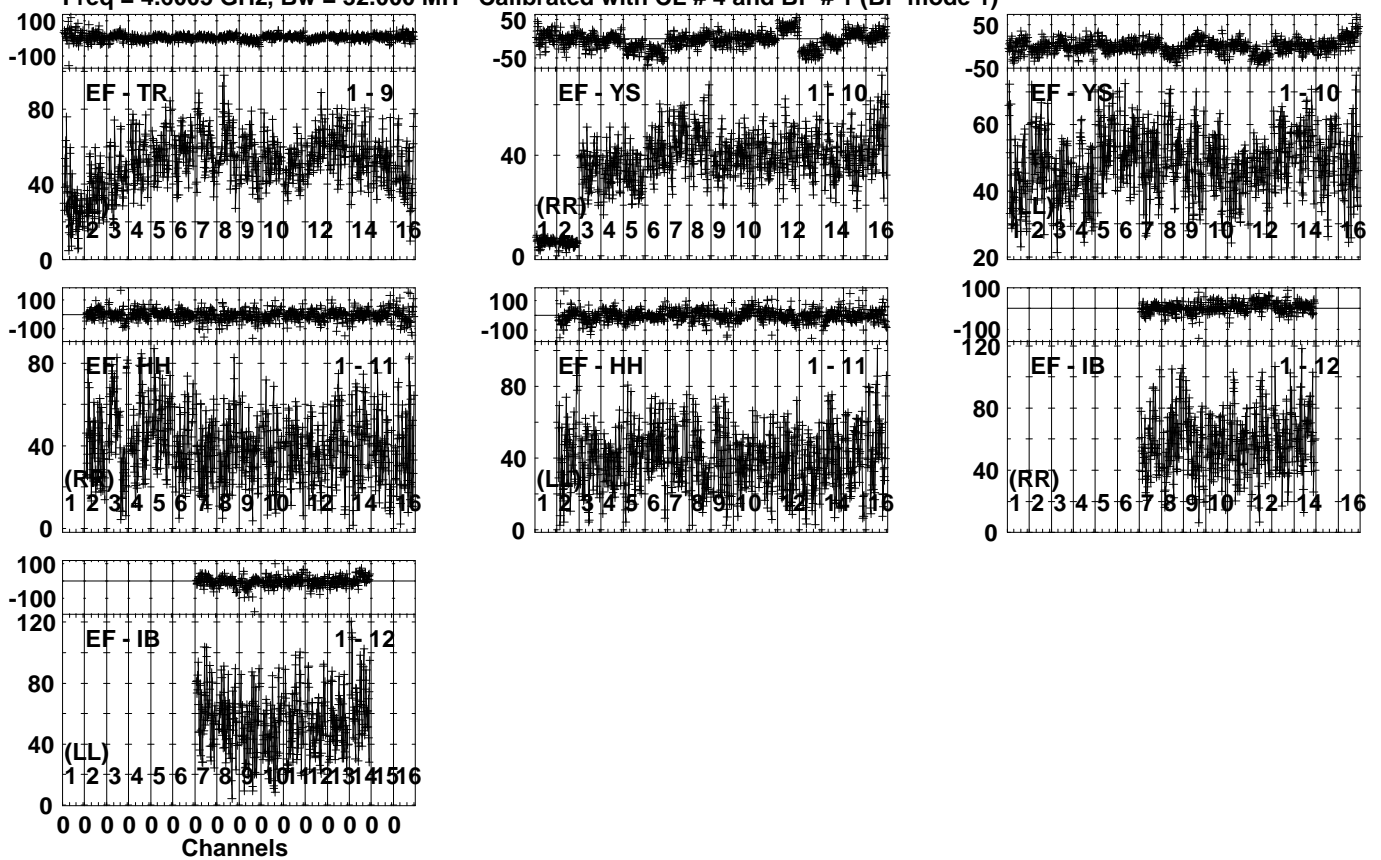 Freq = 4.6005 GHz, Bw = 32.000 MH Calibrated with CL # 4 and BP # 1 (BP mode 1)
100
-100
EF - TR 1 - 9
80
40
0
2 3 4 5 6 7 8 9 10 12 14 16
50
-50
EF - YS 1 - 10
40
0
(RR)
1 2 3 4 5 6 7 8 9 10 12 14 16
50
-50
EF - YS 1 - 10
60
40
20
1 2 3 4 5 6 7 8 9 10 12 14 16
100
-100
EF - HH 1 - 11
80
40
0
(RR)
1 2 3 4 5 6 7 8 9 10 12 14 16
100
-100
EF - HH 1 - 11
80
40
0
(LL)
1 2 3 4 5 6 7 8 9 10 12 14 16
100
-100
120
EF - IB 1 - 12
80
40
0
(RR)
1 2 3 4 5 6 7 8 9 10 12 14 16
100
-100
120
EF - IB 1 - 12
80
40
0
(LL)
1 2 3 4 5 6 7 8 9 10 11 12 13 14 15 16
0 0 0 0 0 0 0 0 0 0 0 0 0 0 0 0
Channels